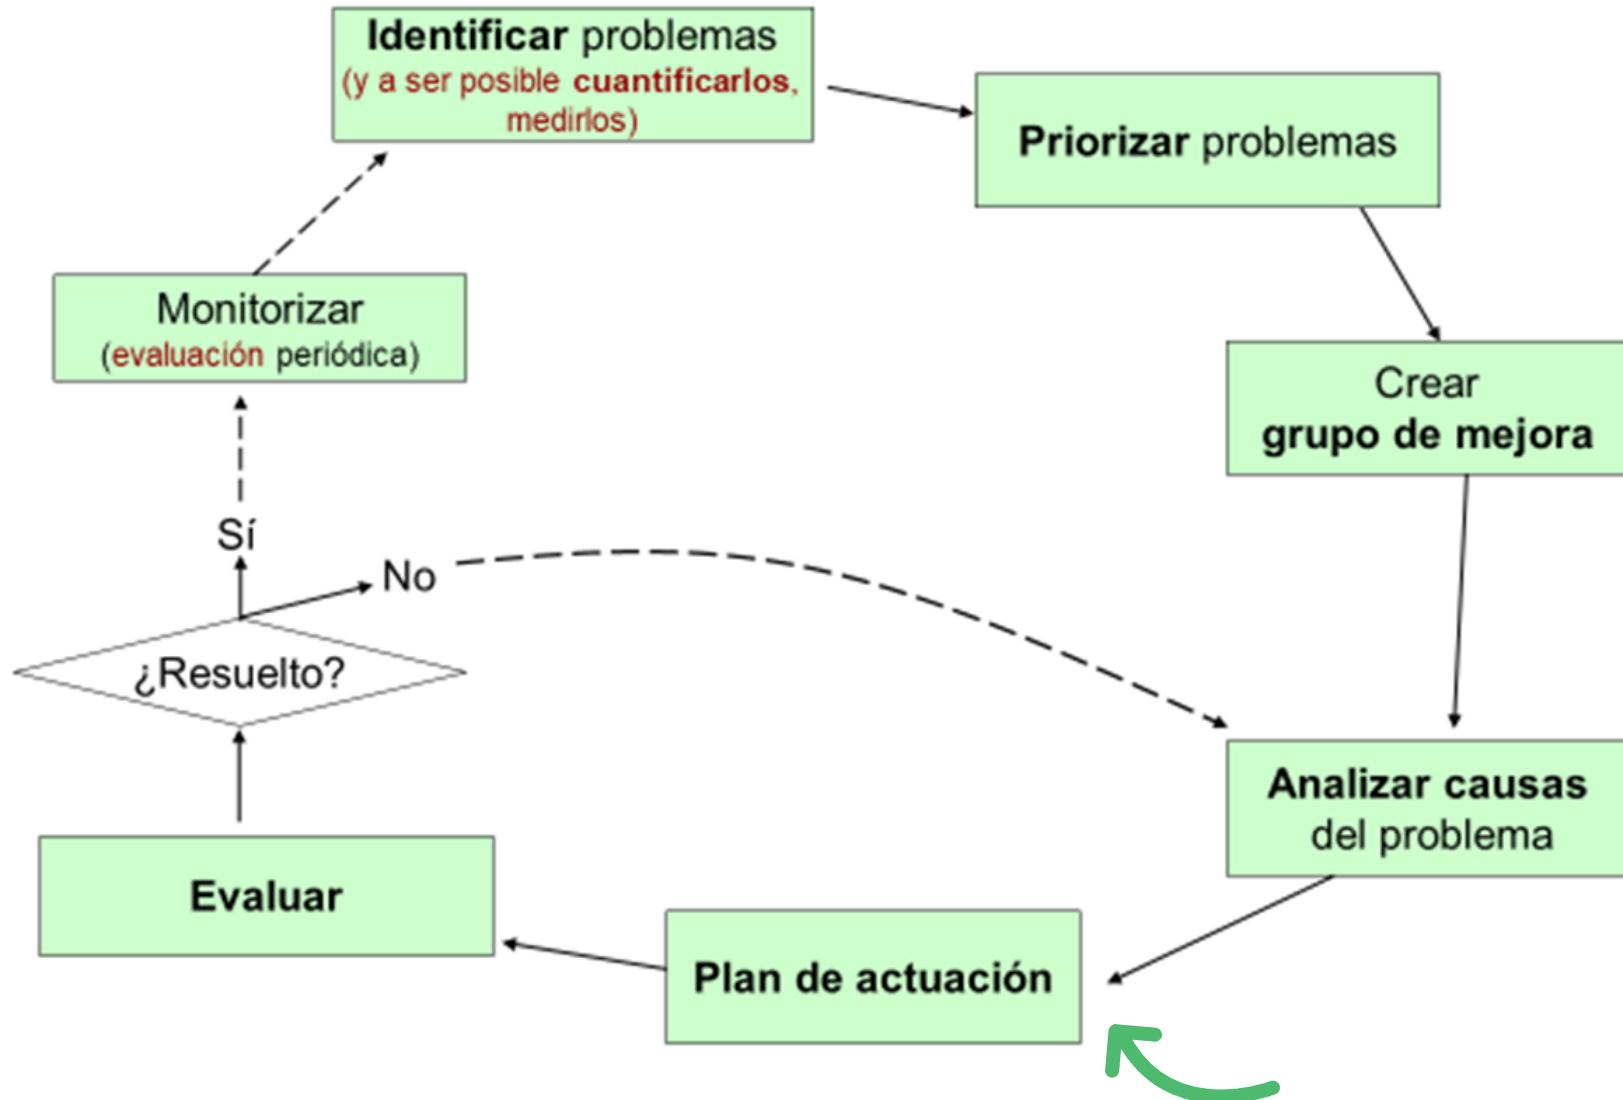 Identificar problemas
(y a ser posible cuantificarlos,
medirlos)
Priorizar problemas
Crear
grupo de mejora
Analizar causas
del problema
Plan de actuación
Evaluar
¿Resuelto?
No
Sí
Monitorizar
(evaluación periódica)